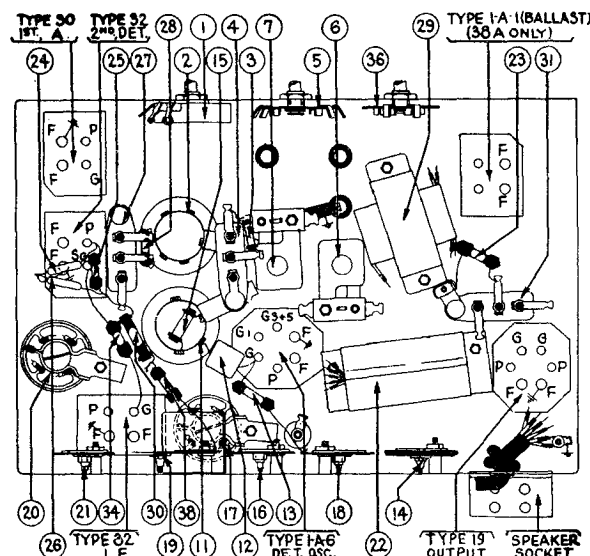 TYPE 30
1ST. A
TYPE 32
2ND. DET.
28
1
15
4
7
6
29
TYPE 1-A-1 (BALLAST)
(38A ONLY)
24
25
27
2
3
5
36
23
31
F P
F G
F
F
F P
F SG
G3+5
G1 F
G F
P
G G
P P
F F
P G
F F
20
21
34
30
38
17
16
13
18
14
26
TYPE 32
I.F.
19
11
12
TYPE 1A6
DET. OSC.
22
TYPE 19
OUTPUT
SPEAKER
SOCKET